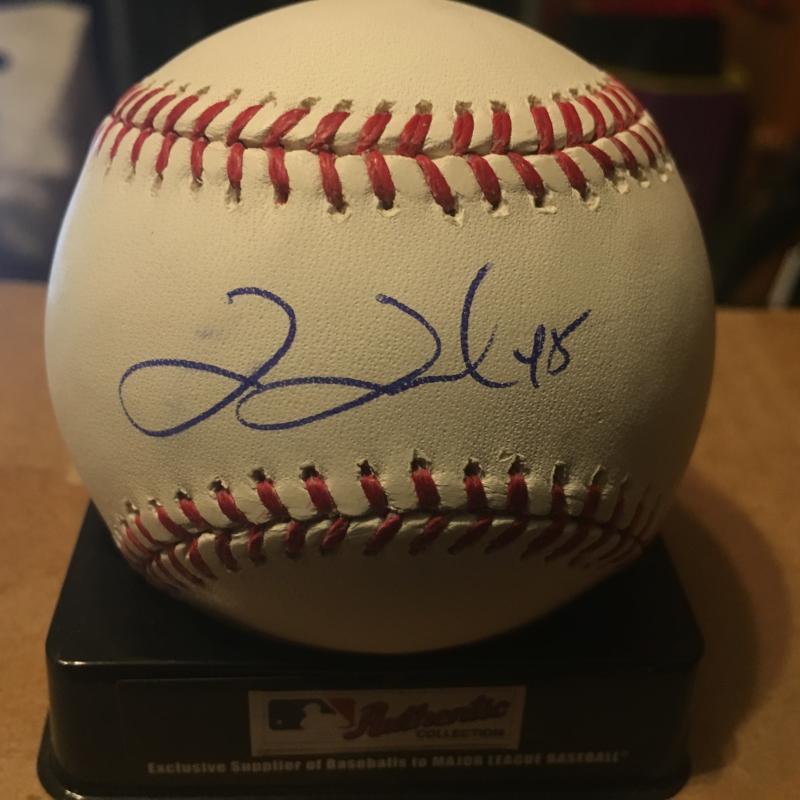 45
Authentic
COLLECTION
Exclusive Supplier of Baseballs to MAJOR LEAGUE BASEBALL®